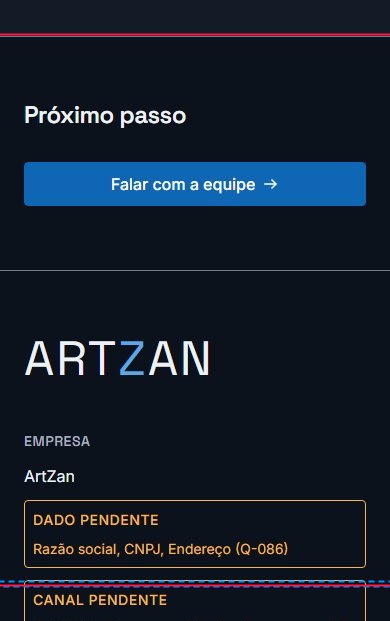 Próximo passo
Falar com a equipe →
ARTZAN
EMPRESA
ArtZan
DADO PENDENTE
Razão social, CNPJ, Endereço (Q-086)
CANAL PENDENTE